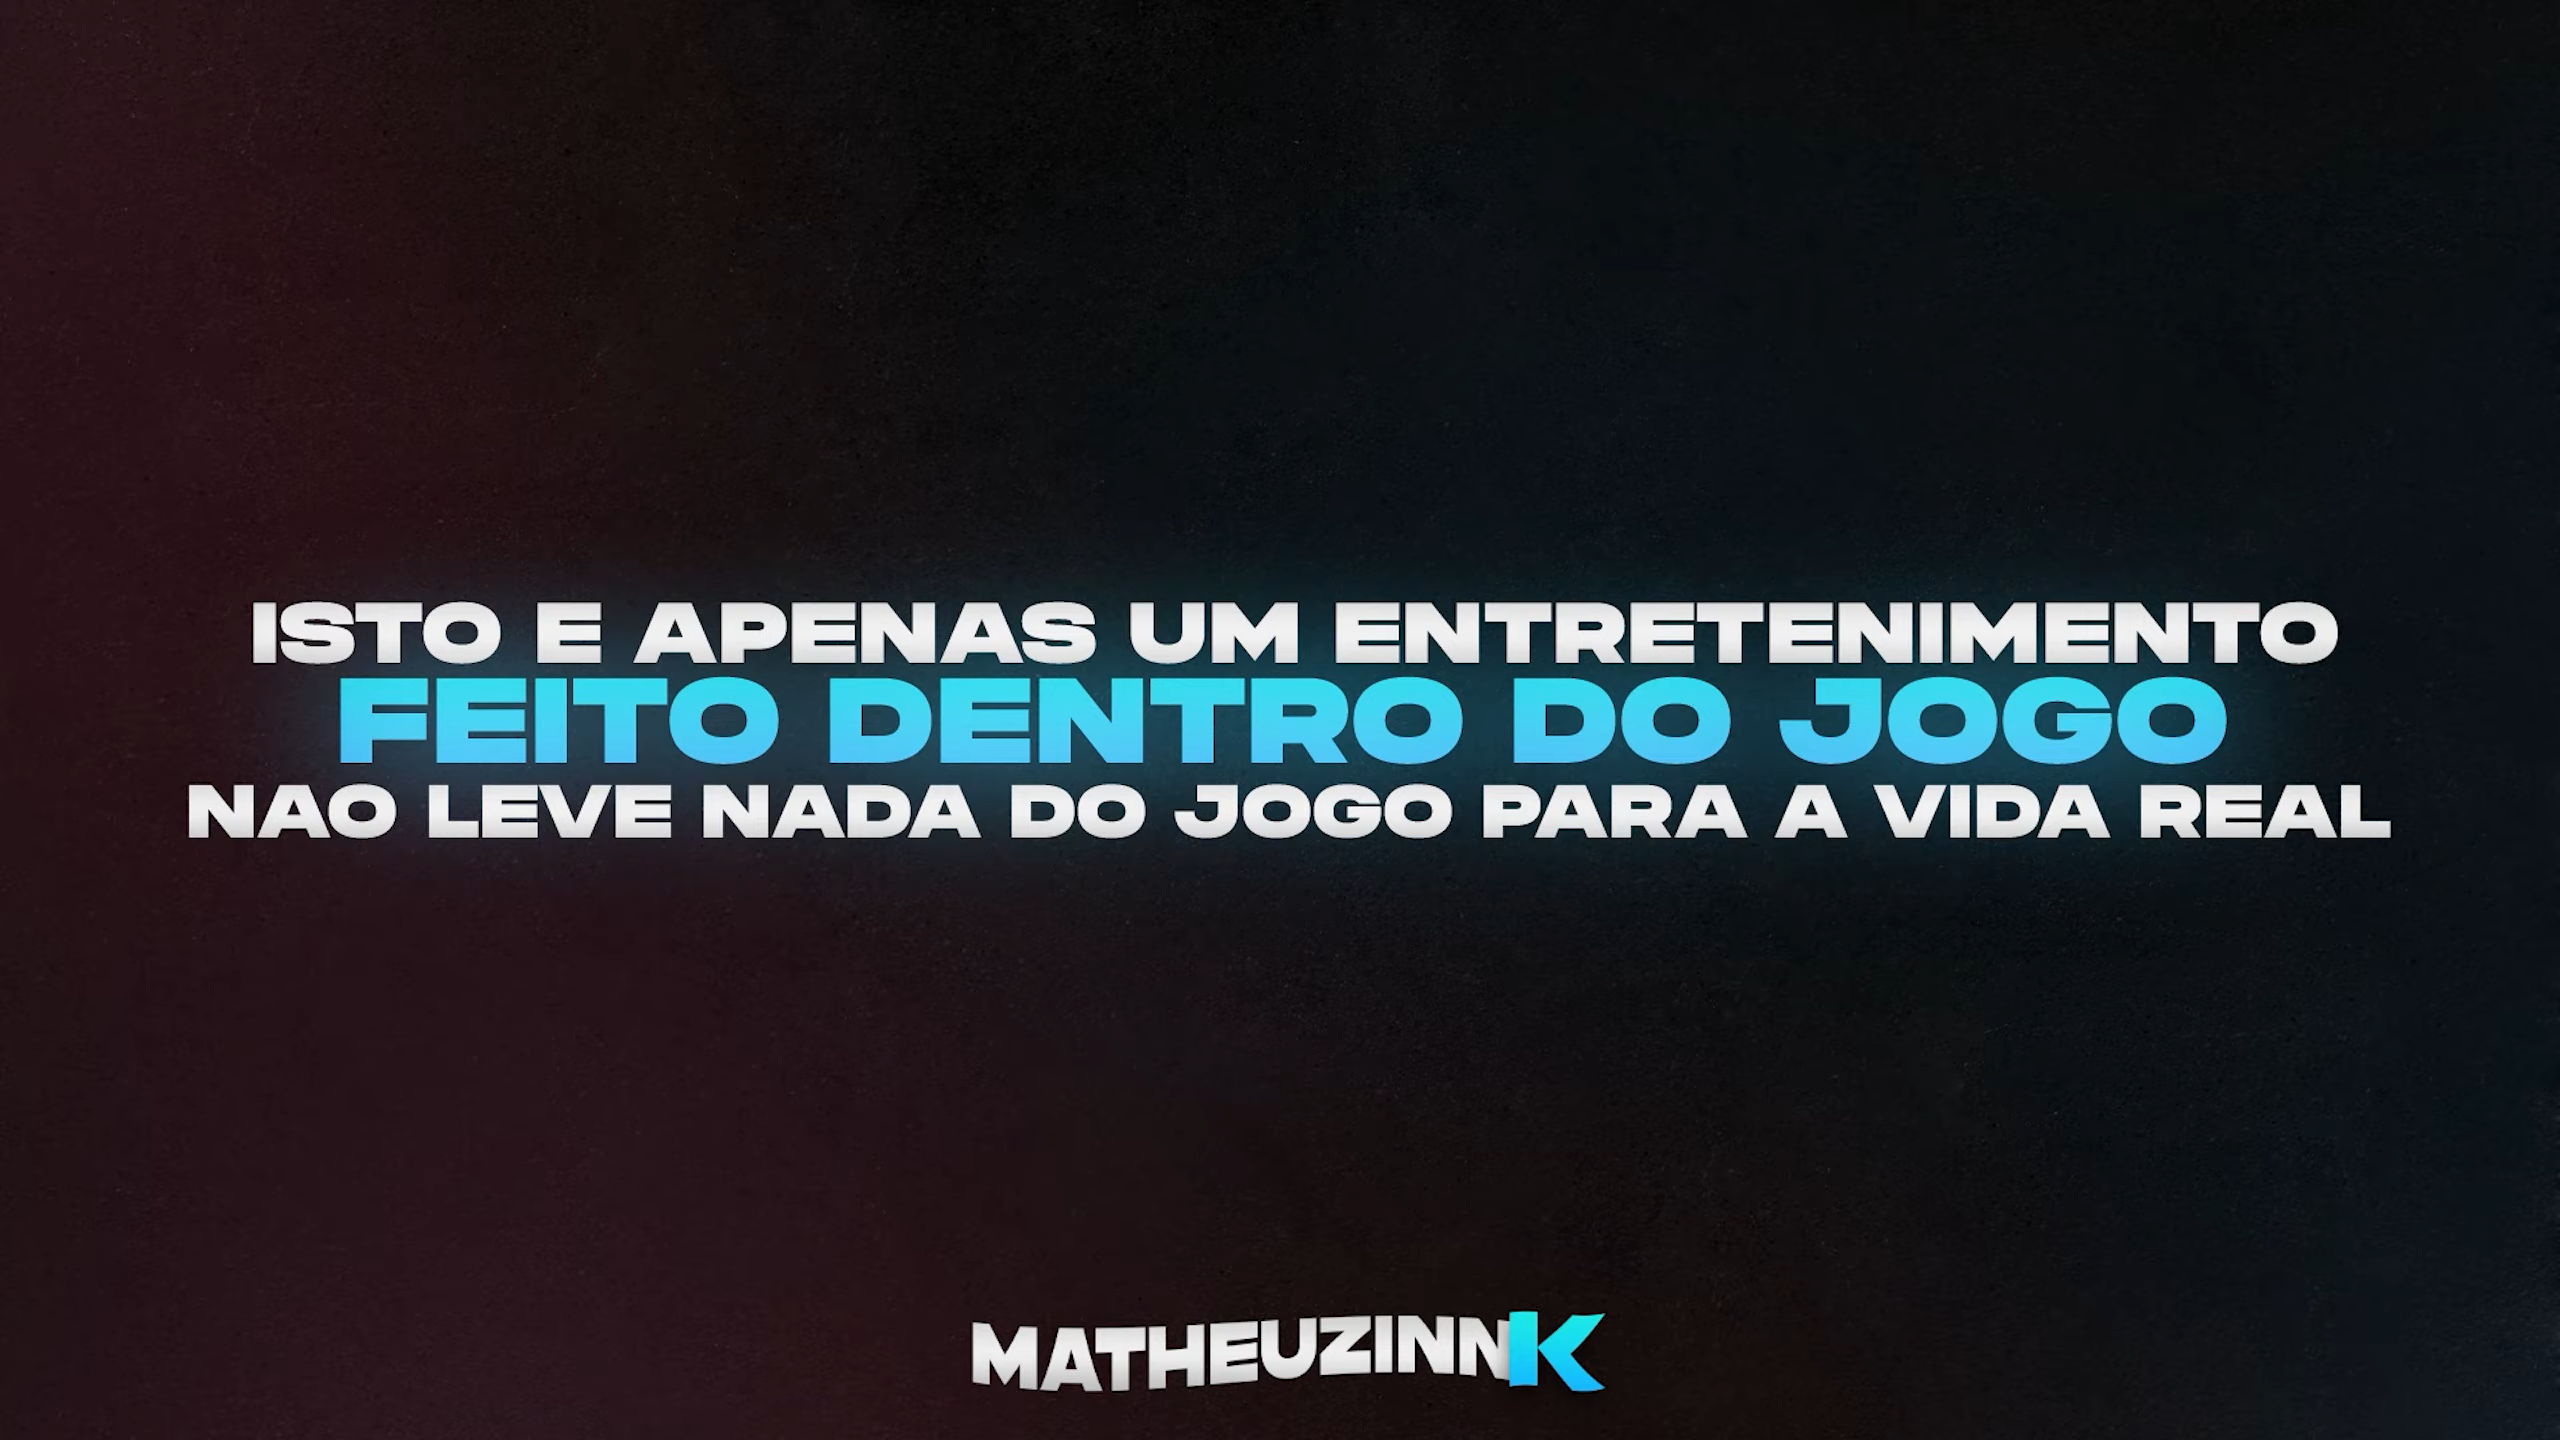 ISTO E APENAS UM ENTRETENIMENTO
FEITO DENTRO DO JOGO
NAO LEVE NADA DO JOGO PARA A VIDA REAL
MATHEUZINNK